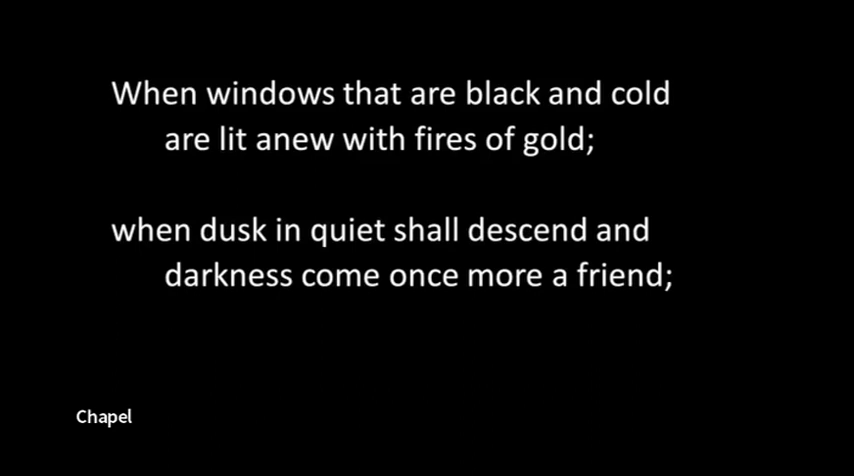 When windows that are black and cold
are lit anew with fires of gold;
when dusk in quiet shall descend and
darkness come once more a friend;
Chapel